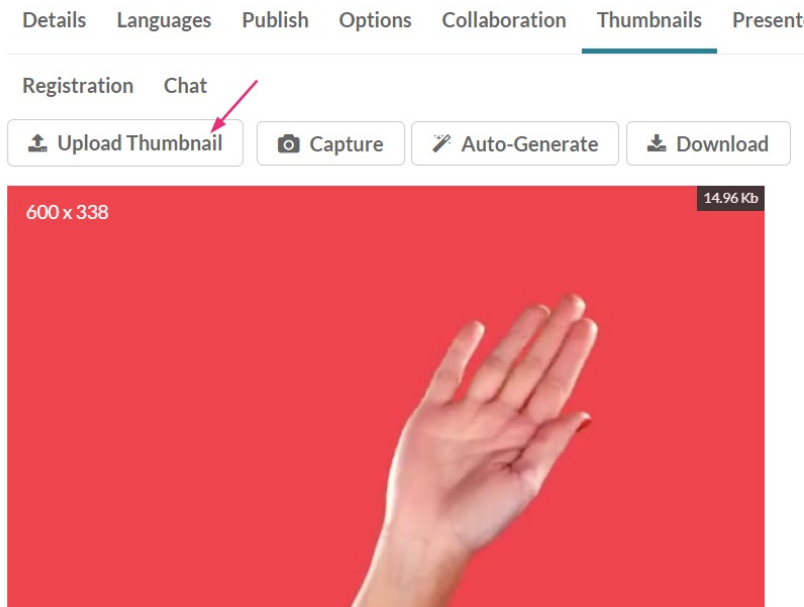 Details Languages Publish Options Collaboration Thumbnails
Registration Chat
Upload Thumbnail Capture Auto-Generate Download
600 x 338 14.96 Kb